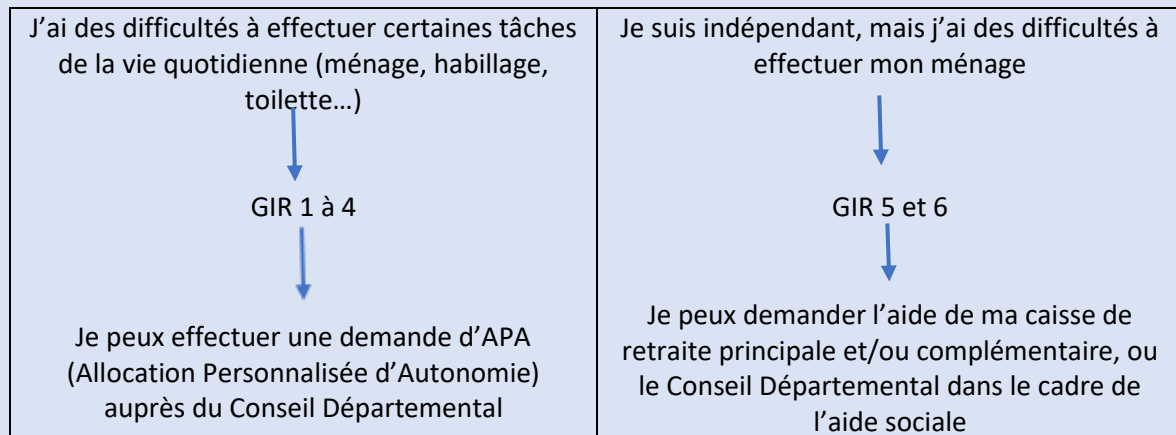 J’ai des difficultés à effectuer certaines tâches
de la vie quotidienne (ménage, habillage,
toilette…)
GIR 1 à 4
Je peux effectuer une demande d’APA
(Allocation Personnalisée d’Autonomie)
auprès du Conseil Départemental
Je suis indépendant, mais j’ai des difficultés à
effectuer mon ménage
GIR 5 et 6
Je peux demander l’aide de ma caisse de
retraite principale et/ou complémentaire, ou
le Conseil Départemental dans le cadre de
l’aide sociale